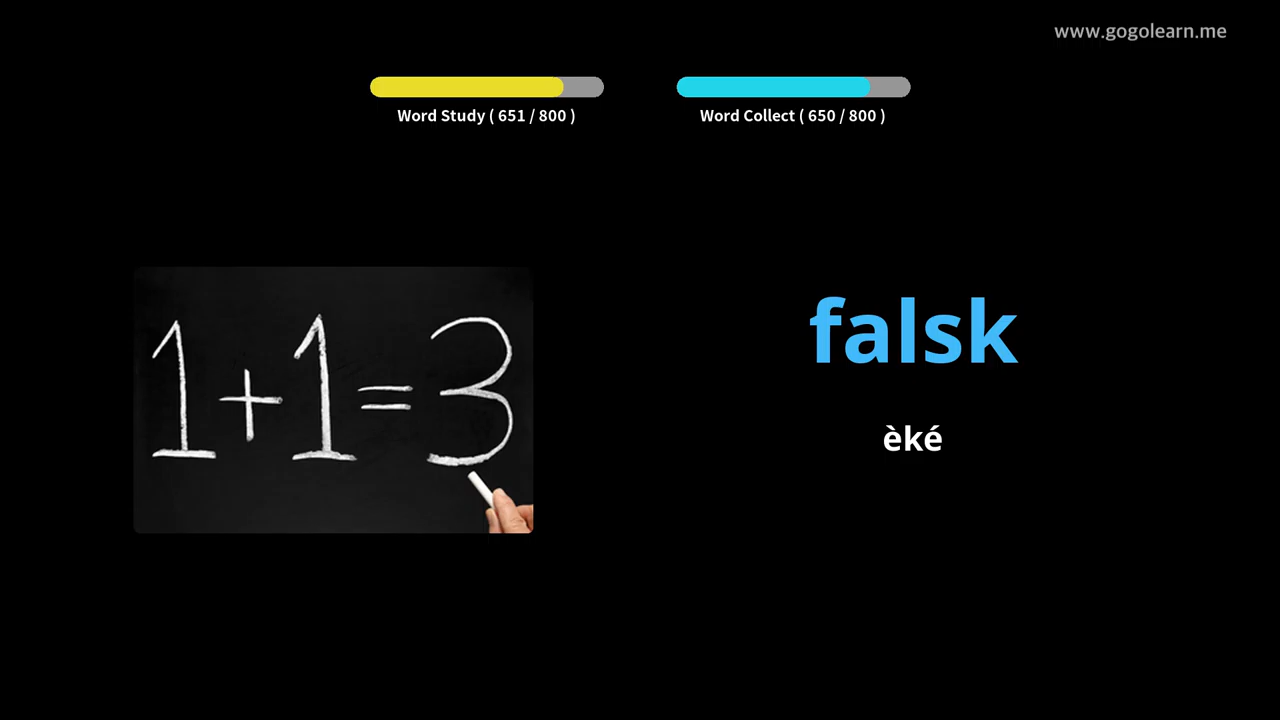 www.gogolearn.me
Word Study ( 651 / 800 )
Word Collect ( 650 / 800 )
1+1=3
falsk
èké